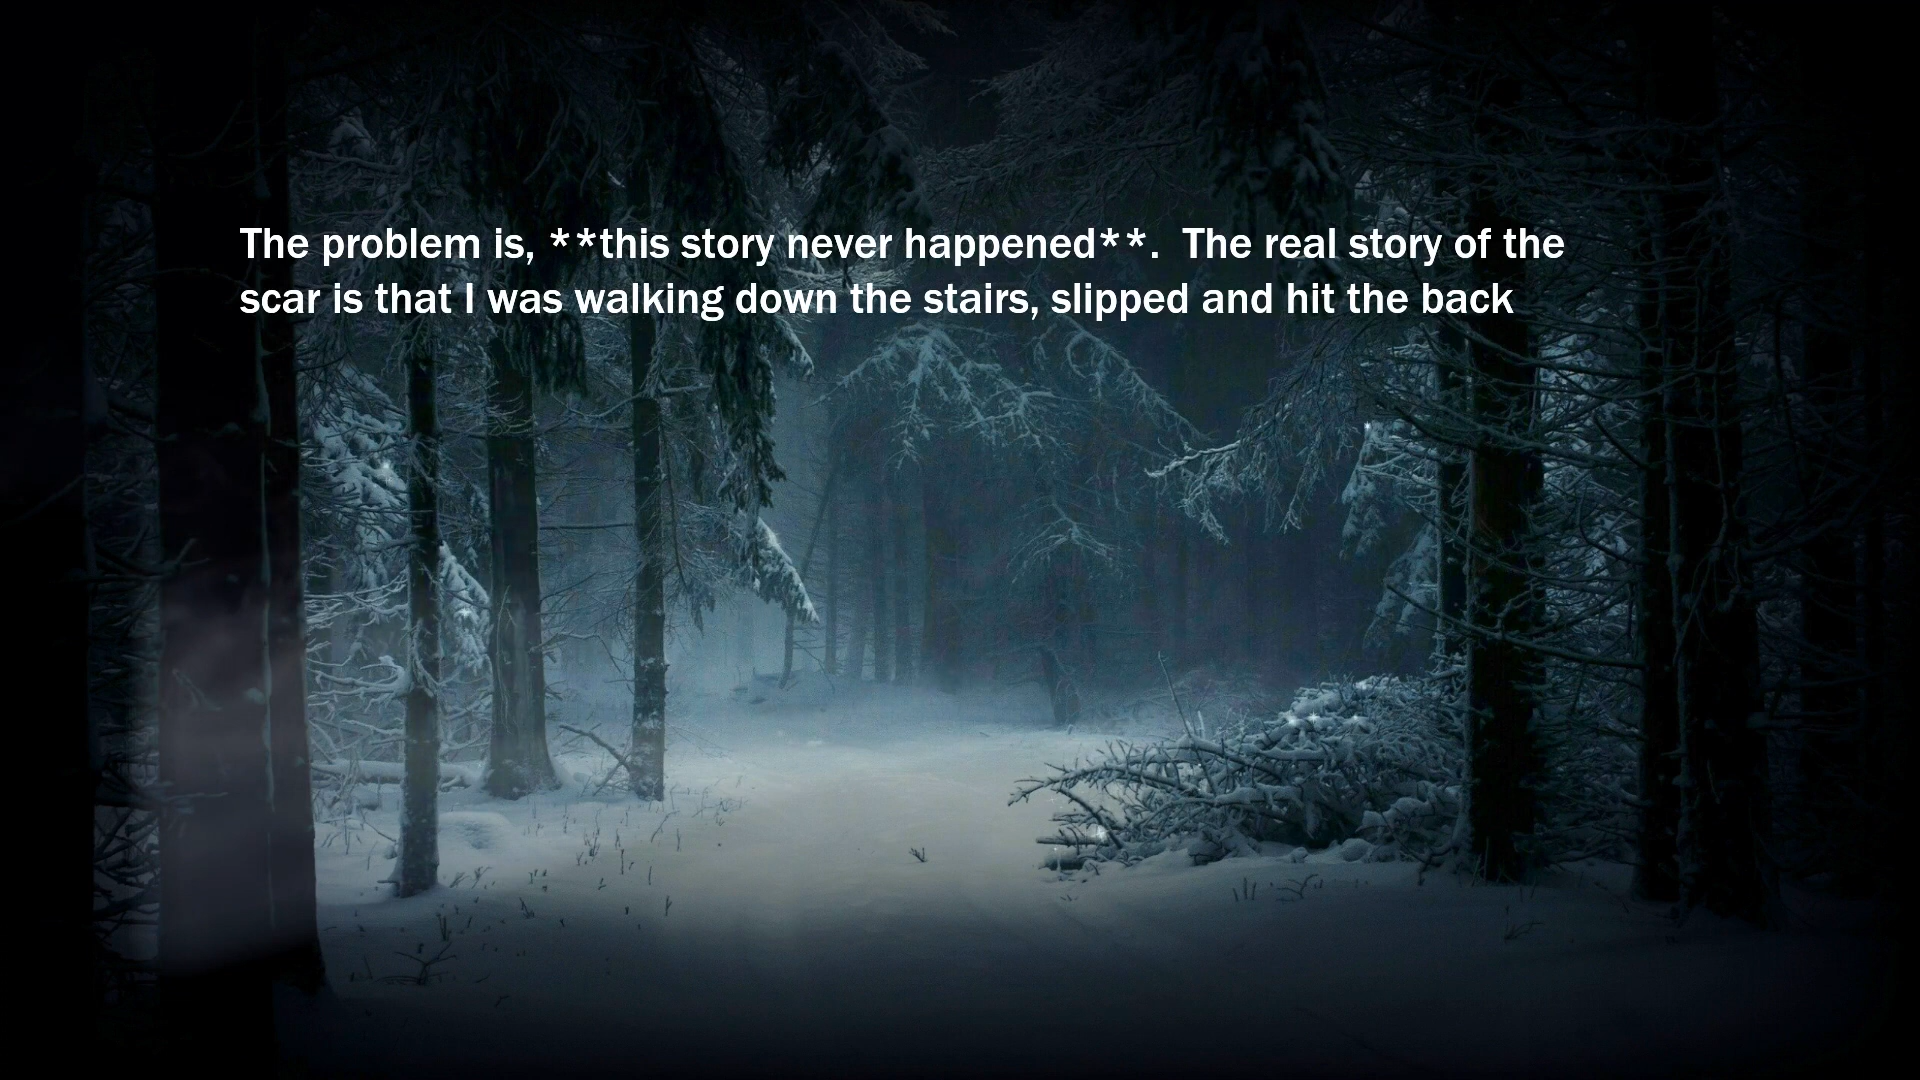 The problem is, **this story never happened**.  The real story of the
scar is that I was walking down the stairs, slipped and hit the back